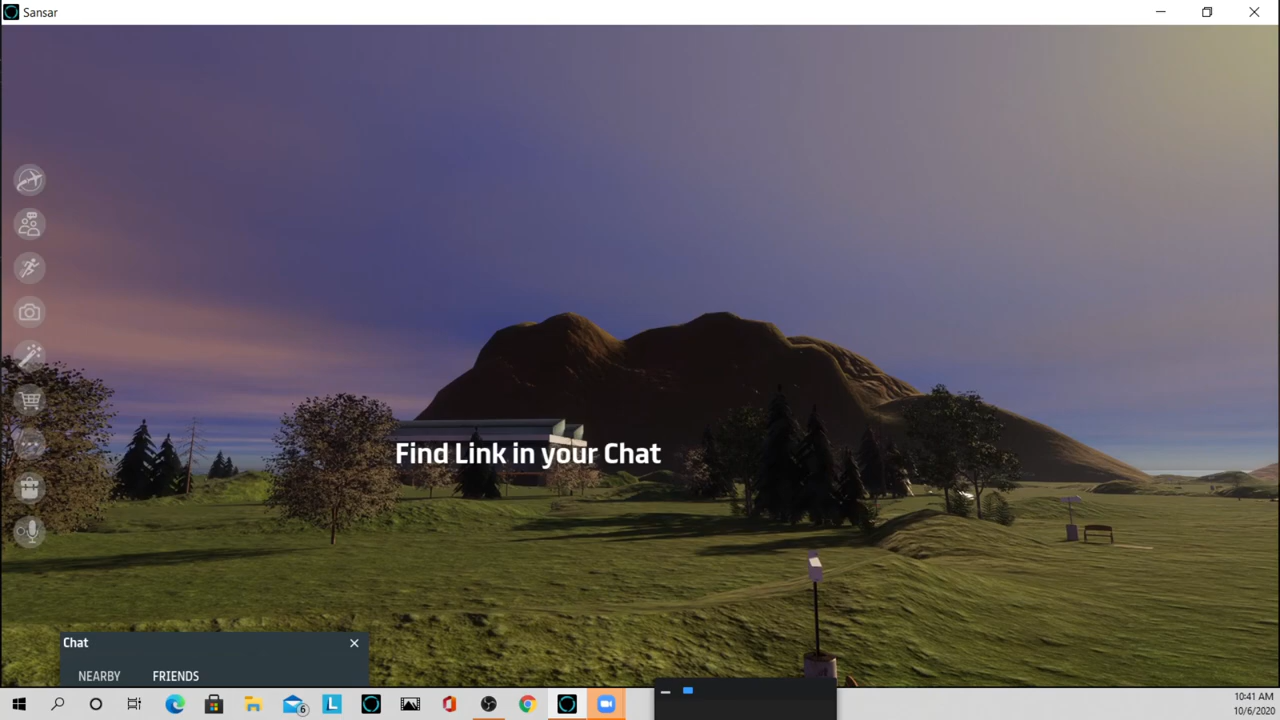 Sansar
Find Link in your Chat
Chat
NEARBY FRIENDS
6
L
10:41 AM
10/6/2020